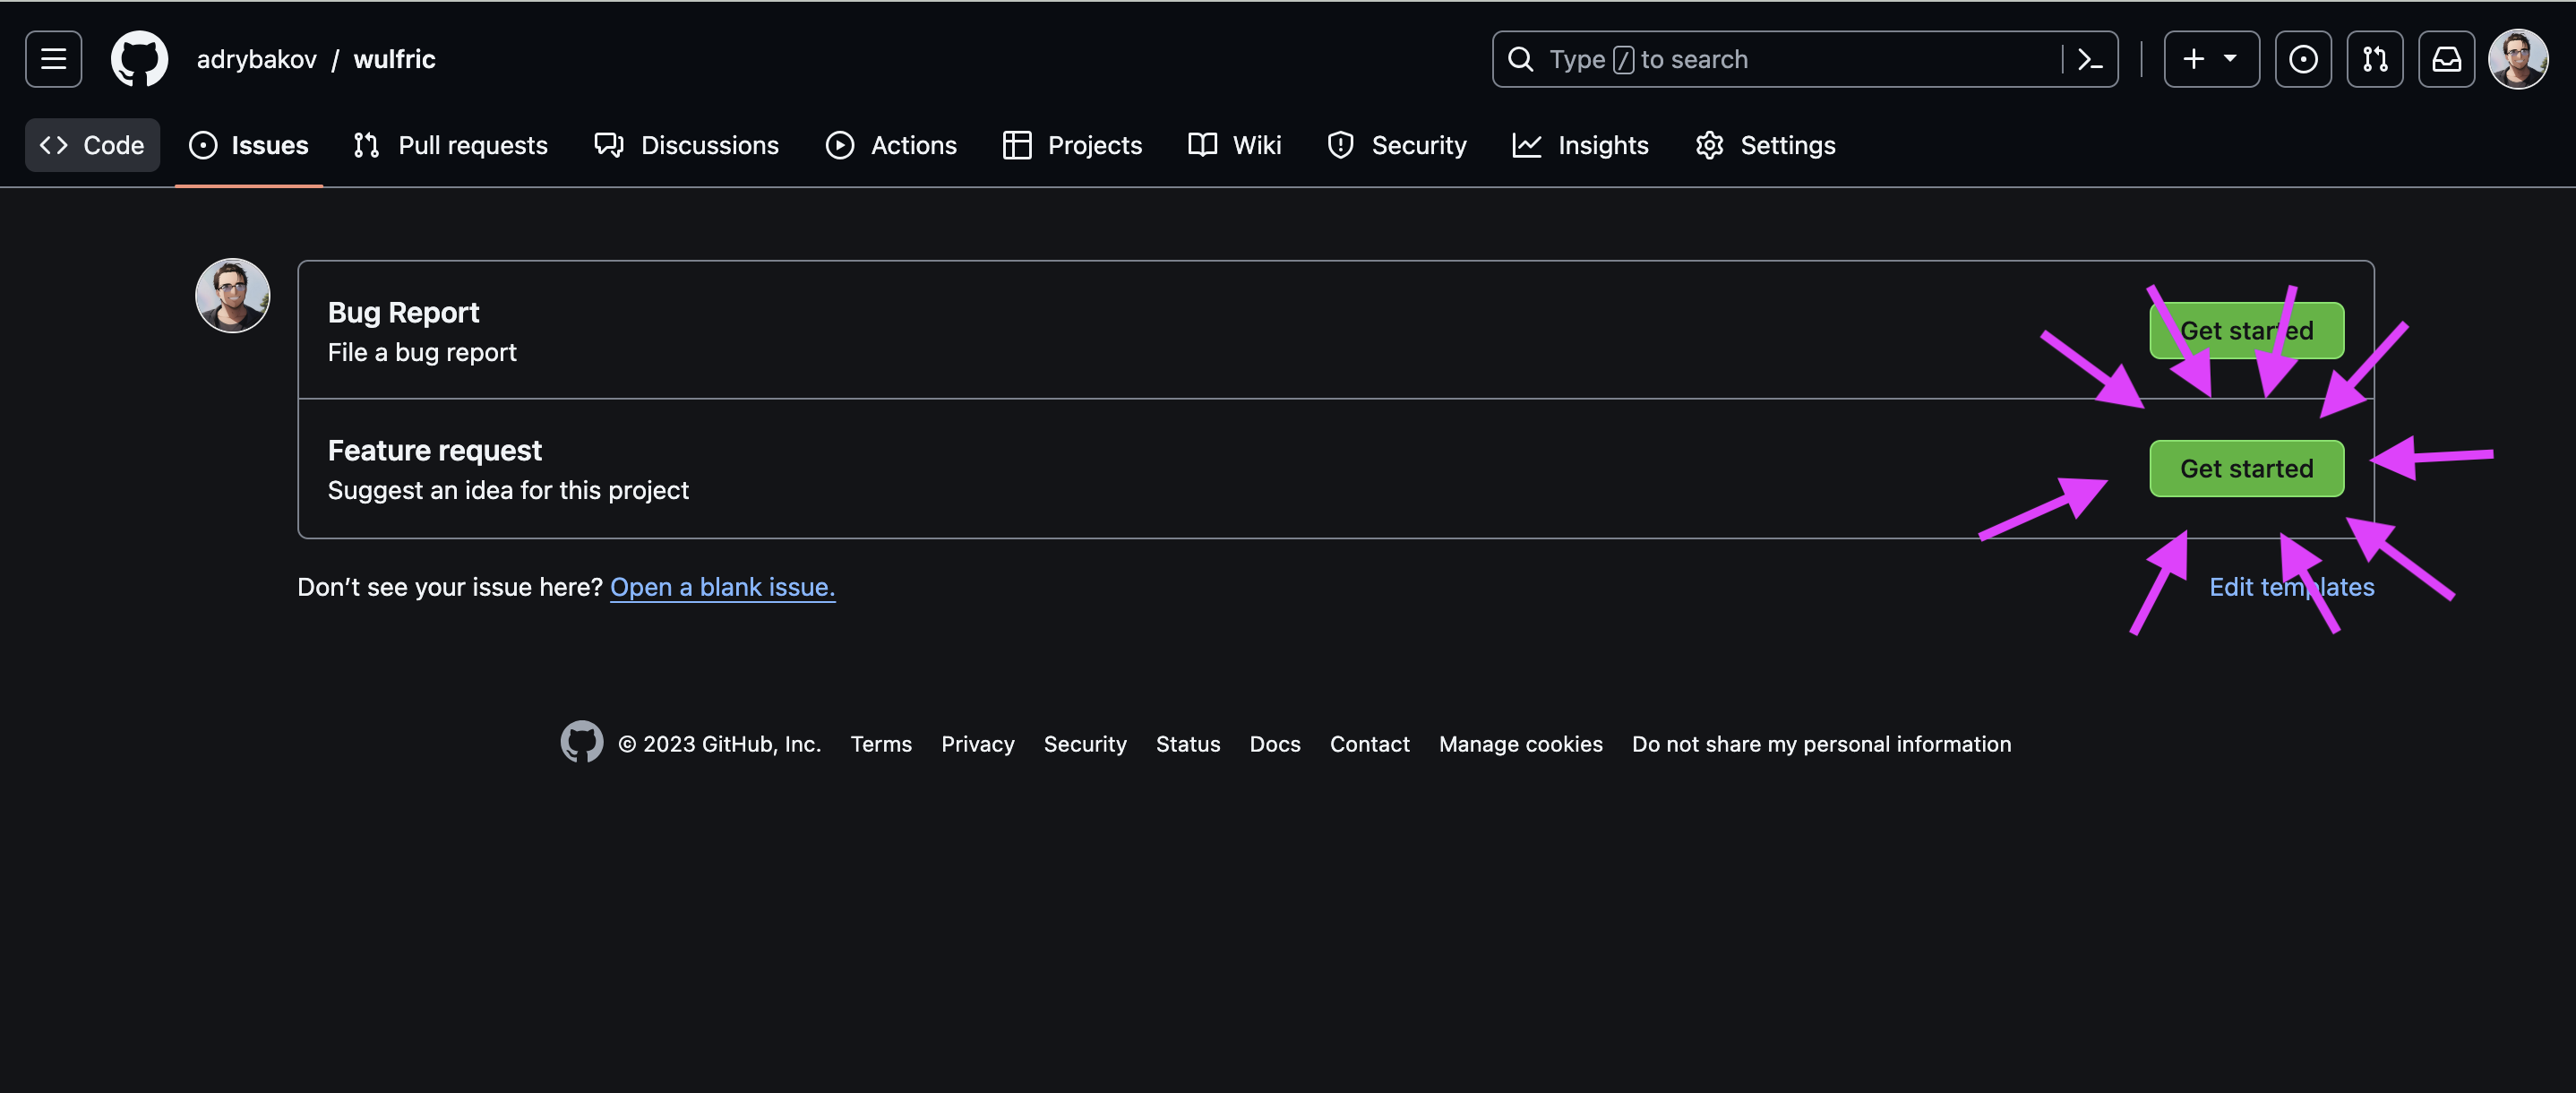 adrybakov / wulfric
Type / to search
Code Issues Pull requests Discussions Actions Projects Wiki Security Insights Settings
Bug Report
File a bug report
Get started
Feature request
Suggest an idea for this project
Get started
Don’t see your issue here? Open a blank issue.
Edit templates
© 2023 GitHub, Inc. Terms Privacy Security Status Docs Contact Manage cookies Do not share my personal information